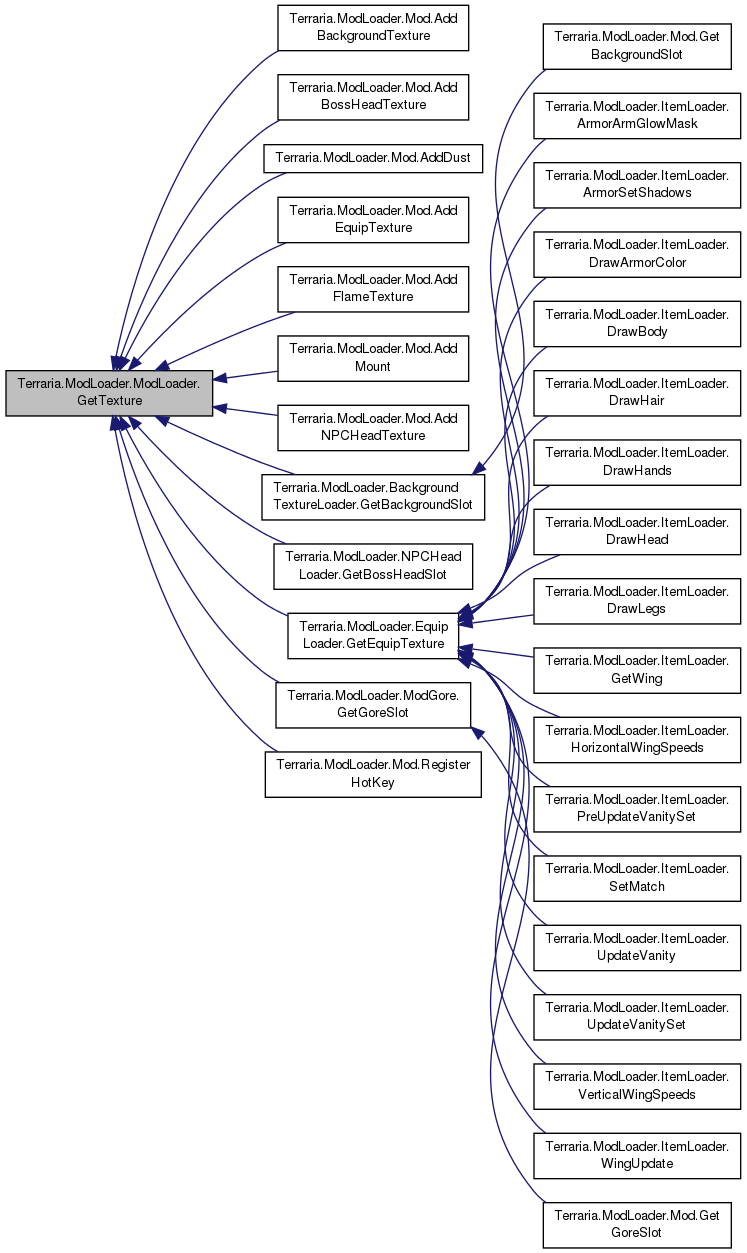 Terraria.ModLoader.ModLoader.
GetTexture
Terraria.ModLoader.Mod.Add
BackgroundTexture
Terraria.ModLoader.Mod.Add
BossHeadTexture
Terraria.ModLoader.Mod.AddDust
Terraria.ModLoader.Mod.Add
EquipTexture
Terraria.ModLoader.Mod.Add
FlameTexture
Terraria.ModLoader.Mod.Add
Mount
Terraria.ModLoader.Mod.Add
NPCHeadTexture
Terraria.ModLoader.Background
TextureLoader.GetBackgroundSlot
Terraria.ModLoader.NPCHead
Loader.GetBossHeadSlot
Terraria.ModLoader.Equip
Loader.GetEquipTexture
Terraria.ModLoader.ModGore.
GetGoreSlot
Terraria.ModLoader.Mod.Register
HotKey
Terraria.ModLoader.Mod.Get
BackgroundSlot
Terraria.ModLoader.ItemLoader.
ArmorArmGlowMask
Terraria.ModLoader.ItemLoader.
ArmorSetShadows
Terraria.ModLoader.ItemLoader.
DrawArmorColor
Terraria.ModLoader.ItemLoader.
DrawBody
Terraria.ModLoader.ItemLoader.
DrawHair
Terraria.ModLoader.ItemLoader.
DrawHands
Terraria.ModLoader.ItemLoader.
DrawHead
Terraria.ModLoader.ItemLoader.
DrawLegs
Terraria.ModLoader.ItemLoader.
GetWing
Terraria.ModLoader.ItemLoader.
HorizontalWingSpeeds
Terraria.ModLoader.ItemLoader.
PreUpdateVanitySet
Terraria.ModLoader.ItemLoader.
SetMatch
Terraria.ModLoader.ItemLoader.
UpdateVanity
Terraria.ModLoader.ItemLoader.
UpdateVanitySet
Terraria.ModLoader.ItemLoader.
VerticalWingSpeeds
Terraria.ModLoader.ItemLoader.
WingUpdate
Terraria.ModLoader.Mod.Get
GoreSlot